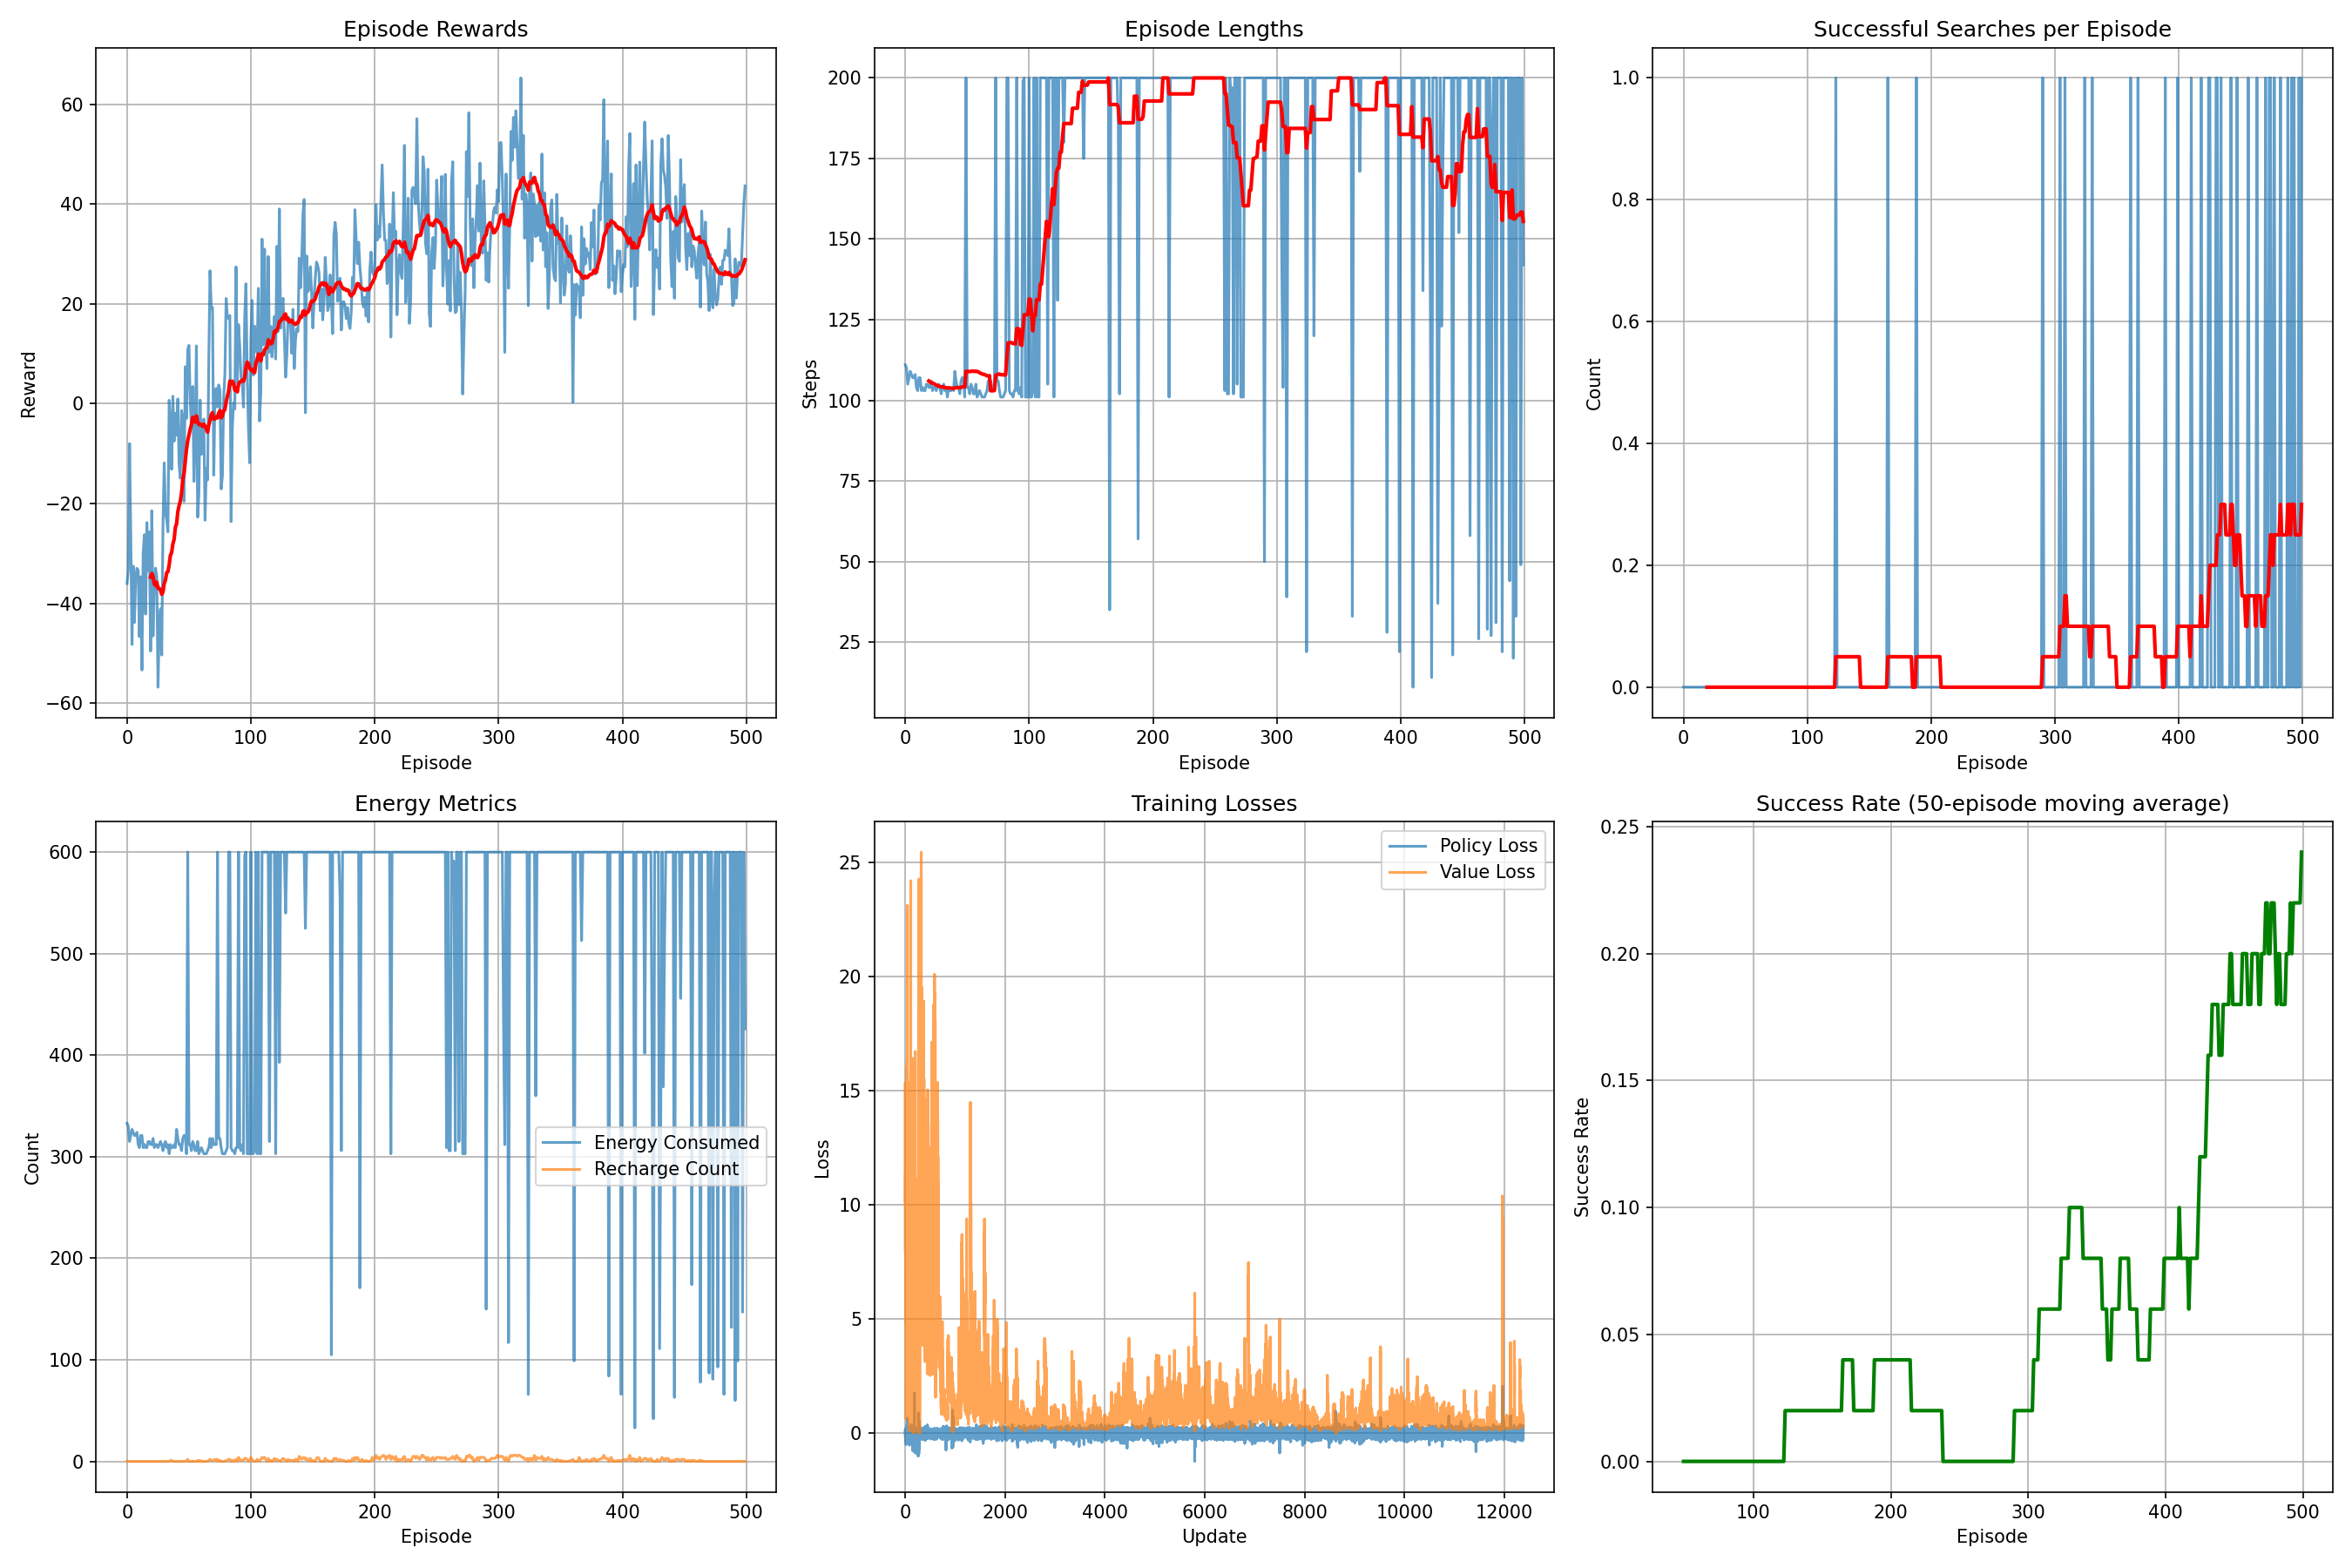 Episode Rewards
Reward
60
40
20
0
−20
−40
−60
0 100 200 300 400 500
Episode
Episode Lengths
Steps
200
175
150
125
100
75
50
25
0 100 200 300 400 500
Episode
Successful Searches per Episode
Count
1.0
0.8
0.6
0.4
0.2
0.0
0 100 200 300 400 500
Episode
Energy Metrics
Count
600
500
400
300
200
100
0
Energy Consumed
Recharge Count
0 100 200 300 400 500
Episode
Training Losses
Loss
25
20
15
10
5
0
Policy Loss
Value Loss
0 2000 4000 6000 8000 10000 12000
Update
Success Rate (50-episode moving average)
Success Rate
0.25
0.20
0.15
0.10
0.05
0.00
100 200 300 400 500
Episode